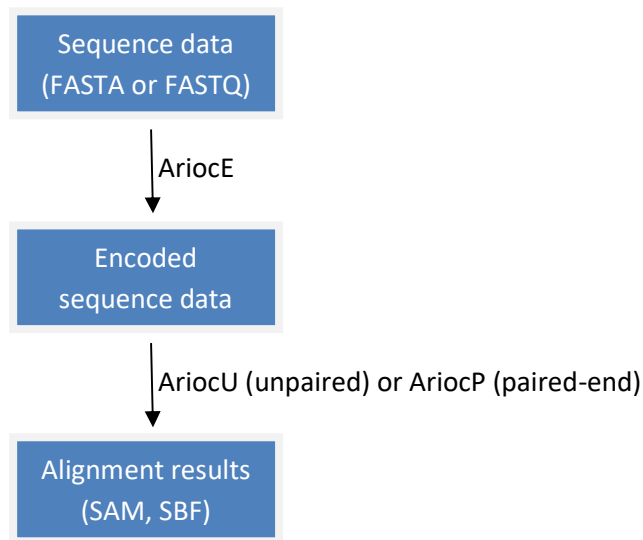 Sequence data
(FASTA or FASTQ)
AriocE
Encoded
sequence data
AriocU (unpaired) or AriocP (paired-end)
Alignment results
(SAM, SBF)